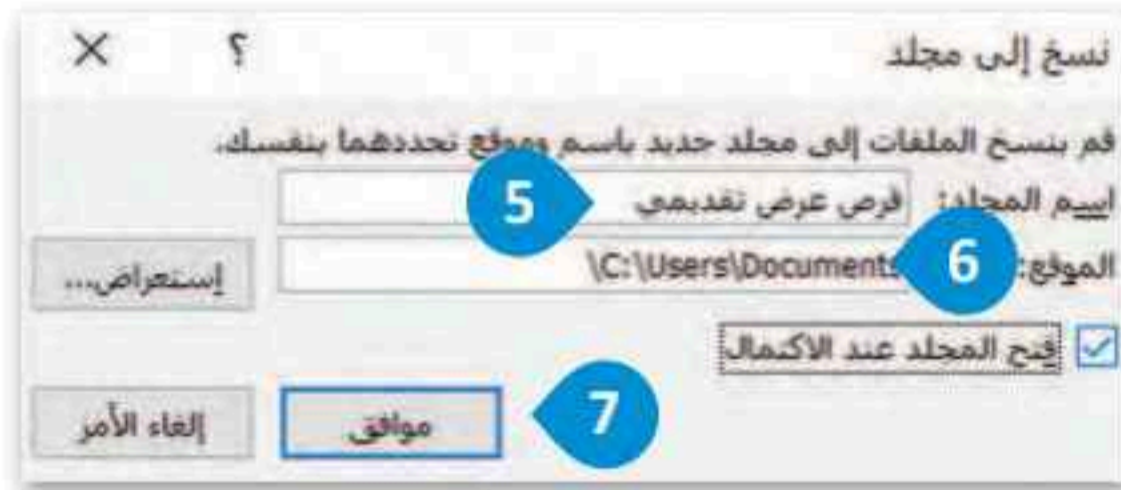 نسخ إلى مجلد ؟ ×
قم بنسخ الملفات إلى مجلد جديد باسم وموقع تحددهما بنفسك.
اسم المجلد: قرص عرض تقديمي 5
الموقع: 6 C:\Users\Documents\ إستعراض...
فتح المجلد عند الاكتمال
7 موافق إلغاء الأمر